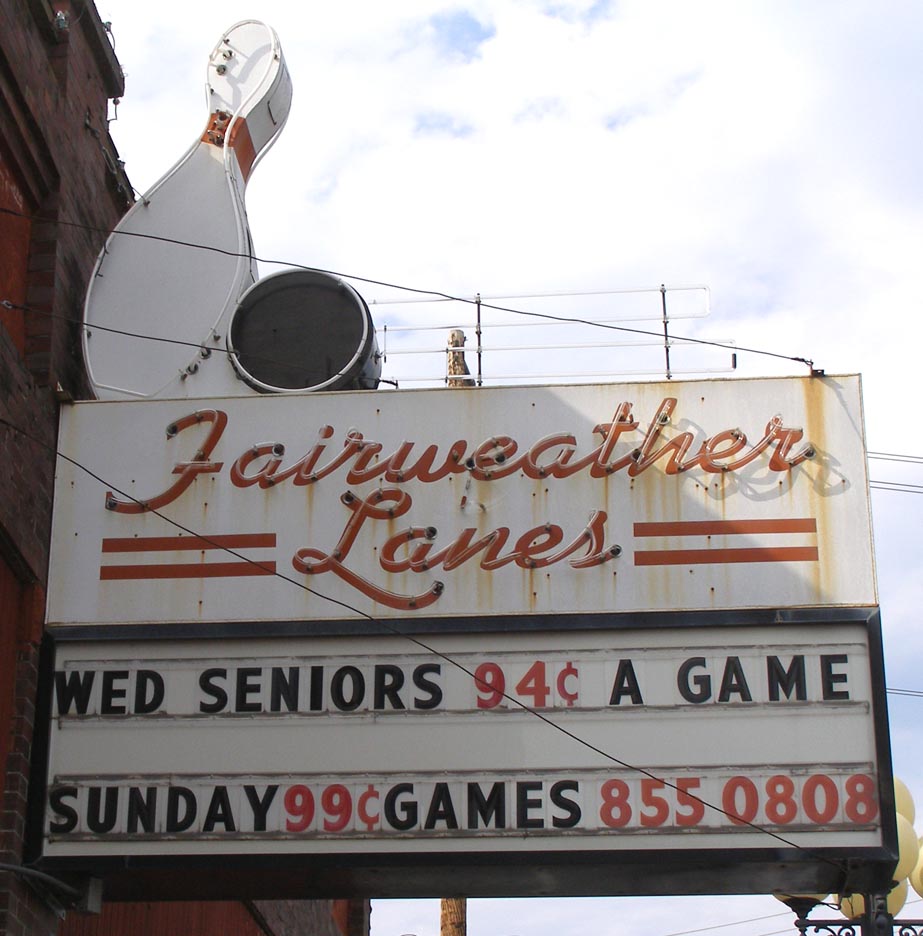 Fairweather
Lanes
WED SENIORS 94¢ A GAME
SUNDAY 99¢ GAMES 855 0808